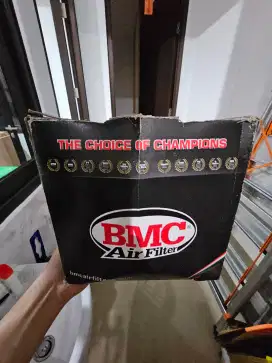 THE CHOICE OF CHAMPIONS
BMC
Air Filter